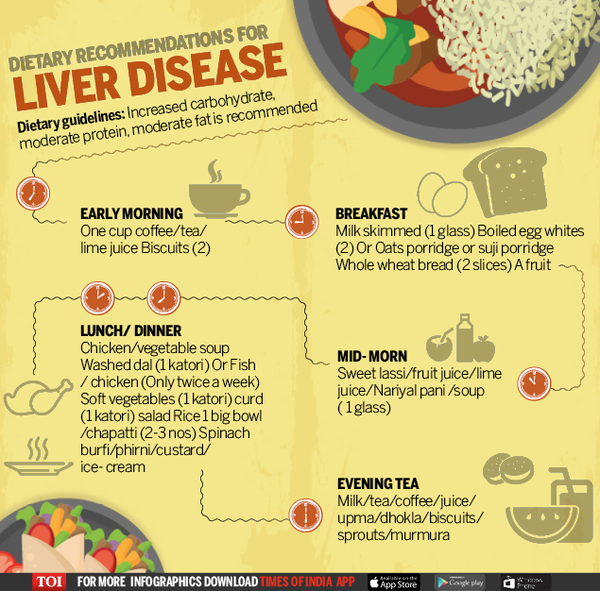 DIETARY RECOMMENDATIONS FOR
LIVER DISEASE
Dietary guidelines: Increased carbohydrate,
moderate protein, moderate fat is recommended
EARLY MORNING
One cup coffee/tea/
lime juice Biscuits (2)
BREAKFAST
Milk skimmed (1 glass) Boiled egg whites
(2) Or Oats porridge or suji porridge
Whole wheat bread (2 slices) A fruit
MID- MORN
Sweet lassi/fruit juice/lime
juice/Nariyal pani /soup
( 1 glass)
LUNCH/ DINNER
Chicken/vegetable soup
Washed dal (1 katori) Or Fish
/ chicken (Only twice a week)
Soft vegetables (1 katori) curd
(1 katori) salad Rice 1 big bowl
/chapatti (2-3 nos) Spinach
burfi/phirni/custard/
ice- cream
EVENING TEA
Milk/tea/coffee/juice/
upma/dhokla/biscuits/
sprouts/murmura
TOI FOR MORE INFOGRAPHICS DOWNLOAD TIMES OF INDIA APP
Available on the
App Store
Google play
Windows
Phone